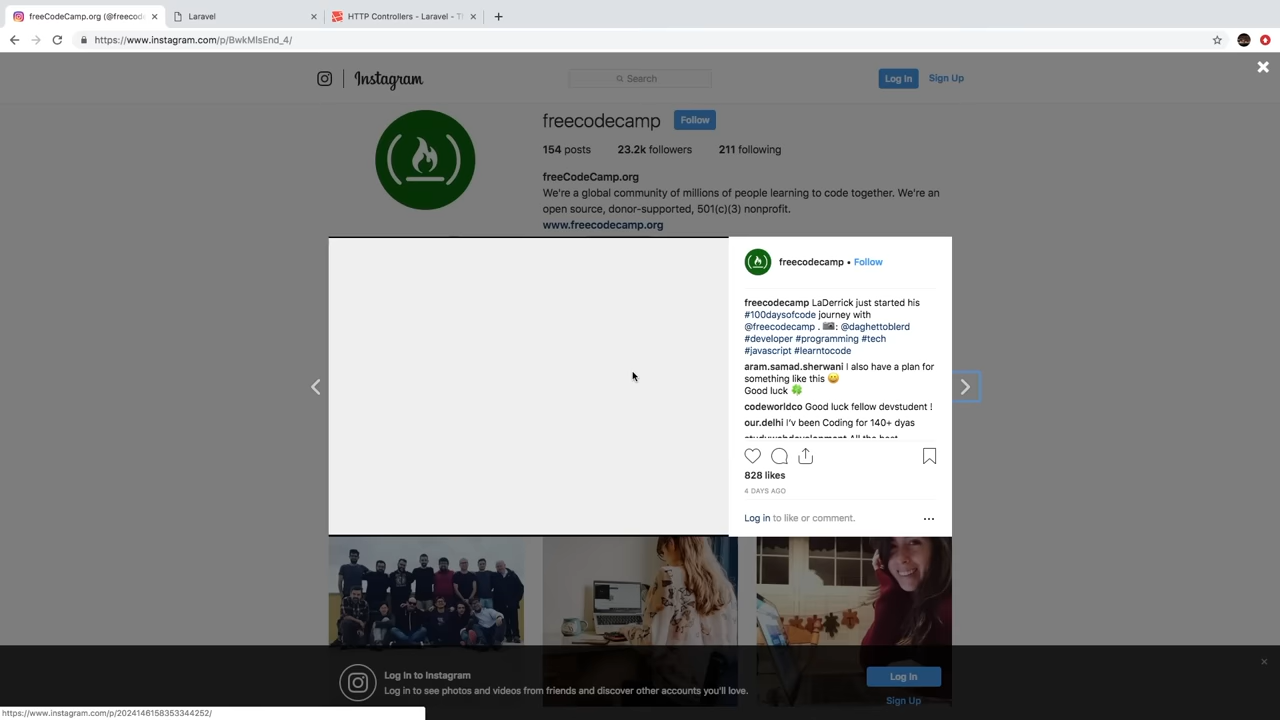 freeCodeCamp.org (@freecod
Laravel
HTTP Controllers - Laravel - T
https://www.instagram.com/p/BwkMlsEnd_4/
Instagram
Search
Log In
Sign Up
freecodecamp
Follow
154 posts 23.2k followers 211 following
freeCodeCamp.org
We're a global community of millions of people learning to code together. We're an
open source, donor-supported, 501(c)(3) nonprofit.
www.freecodecamp.org
freecodecamp • Follow
freecodecamp LaDerrick just started his
#100daysofcode journey with
@freecodecamp . 📷: @daghettoblerd
#developer #programming #tech
#javascript #learntocode
aram.samad.sherwani I also have a plan for
something like this 😀
Good luck 🍀
codeworldco Good luck fellow devstudent !
our.delhi I'v been Coding for 140+ dyas
studywebdevelopment All the best
828 likes
4 DAYS AGO
Log in to like or comment.
Log In to Instagram
Log in to see photos and videos from friends and discover other accounts you'll love.
Log In
Sign Up
https://www.instagram.com/p/2024146158353344252/